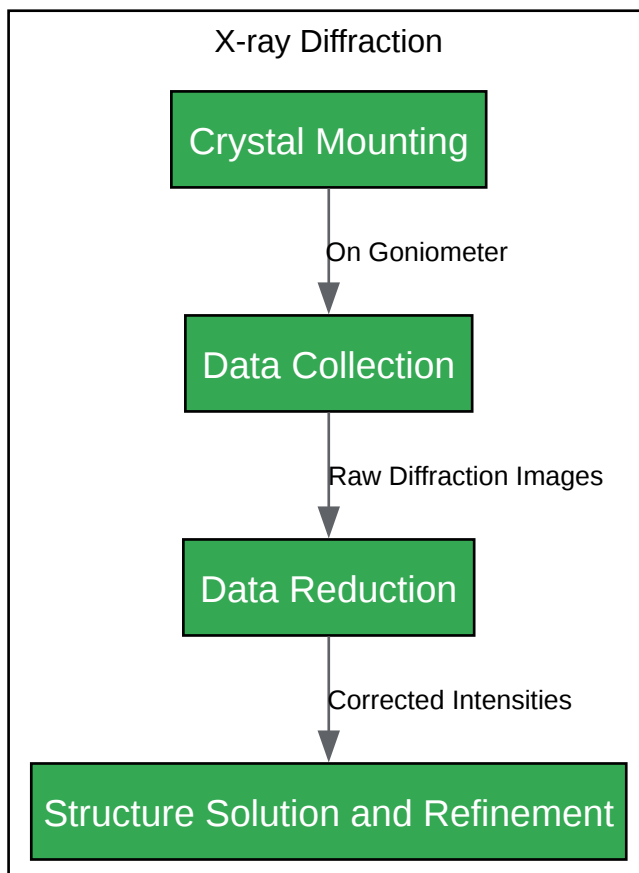 X-ray Diffraction
Crystal Mounting
On Goniometer
Data Collection
Raw Diffraction Images
Data Reduction
Corrected Intensities
Structure Solution and Refinement